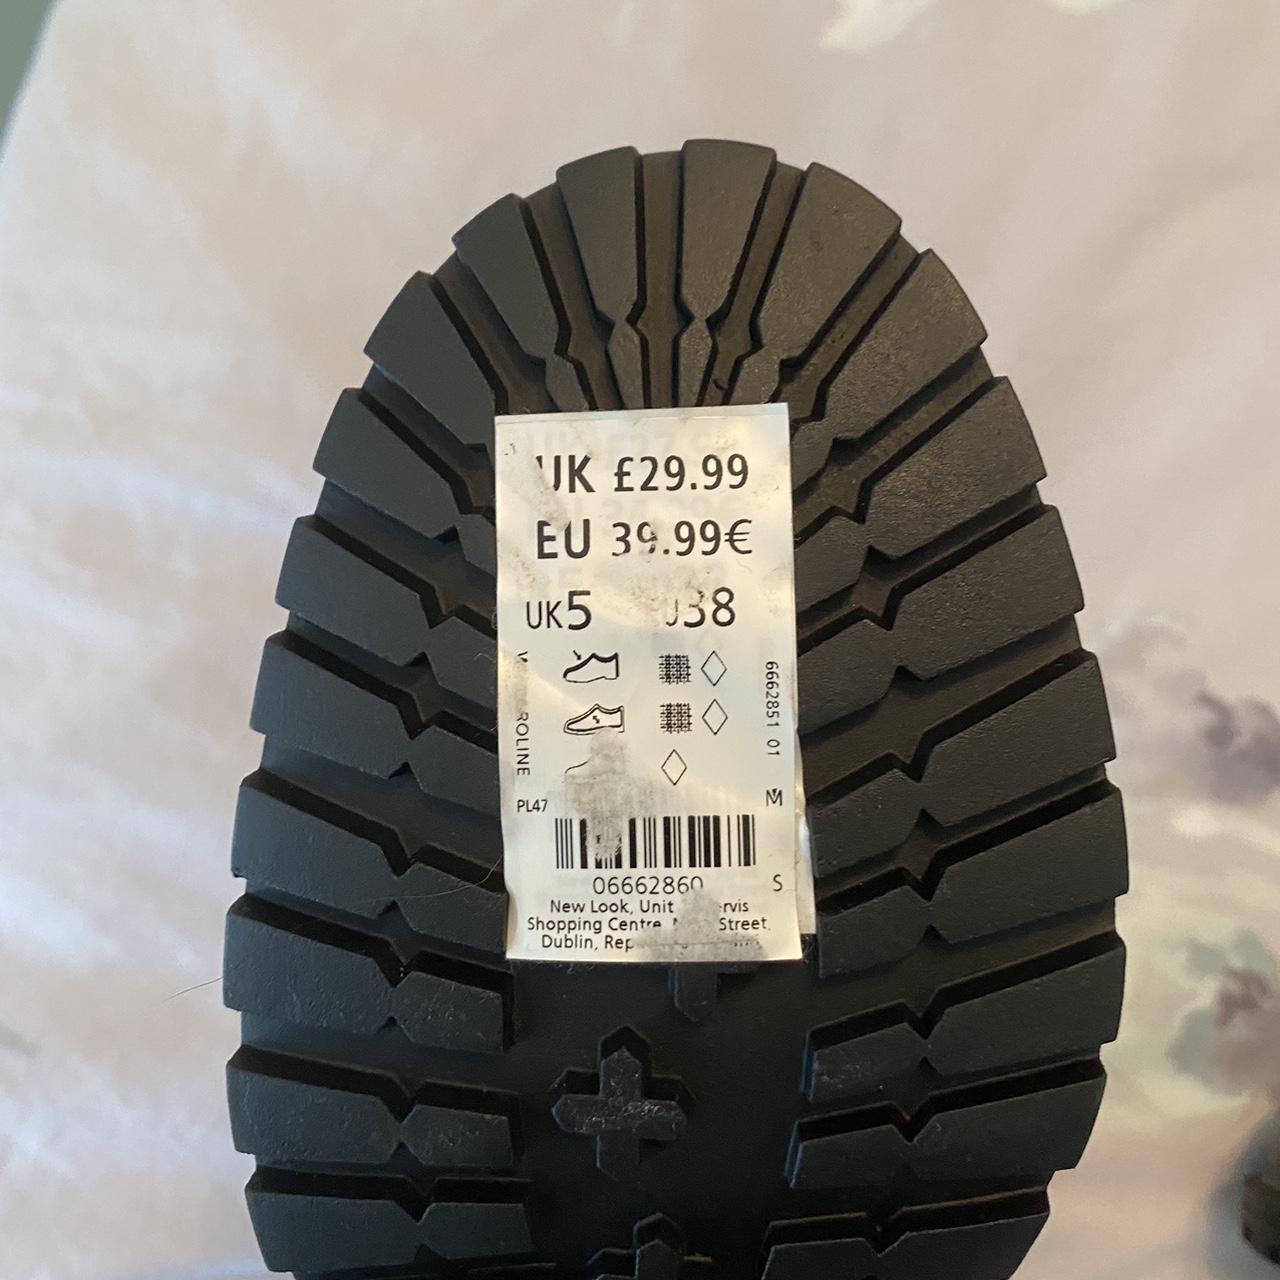 UK £29.99
EU 39.99€
UK5 38
6662851 01
PL47
M
06662860
S
New Look, Unit
Shopping Centre, Street,
Dublin,